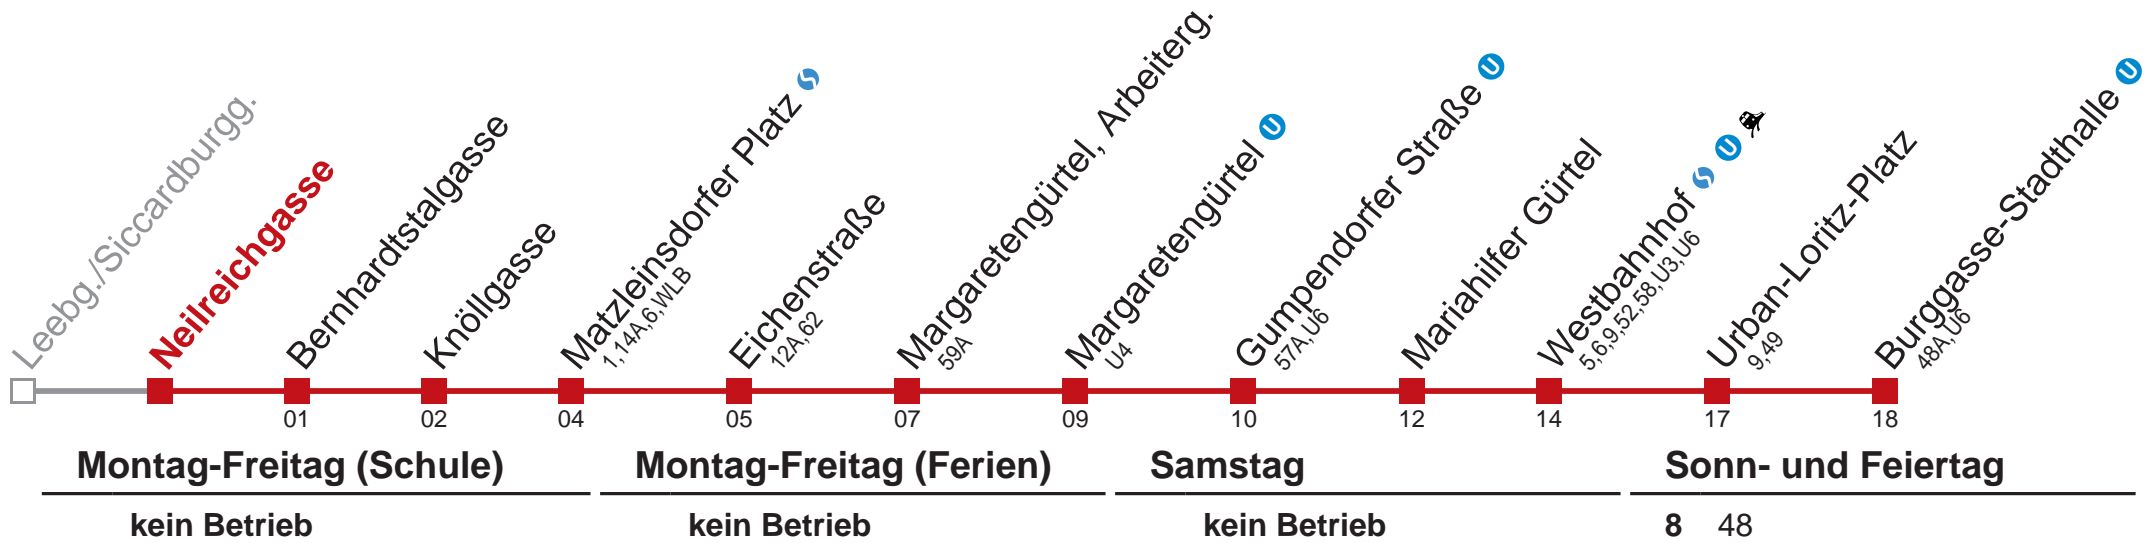 Leebg./Siccardburgg.
Neilreichgasse
Bernhardtstalgasse
Knöllgasse
Matzleinsdorfer Platz
1,14A,6,WLB
Eichenstraße
12A,62
Margaretengürtel, Arbeiterg.
59A
Margaretengürtel U
U4
Gumpendorfer Straße U
57A,U6
Mariahilfer Gürtel
Westbahnhof U
5,6,9,52,58,U3,U6
Urban-Loritz-Platz
9,49
Burggasse-Stadthalle U
48A,U6
01 02 04 05 07 09 10 12 14 17 18
Montag-Freitag (Schule) Montag-Freitag (Ferien) Samstag Sonn- und Feiertag
kein Betrieb kein Betrieb kein Betrieb 8 48